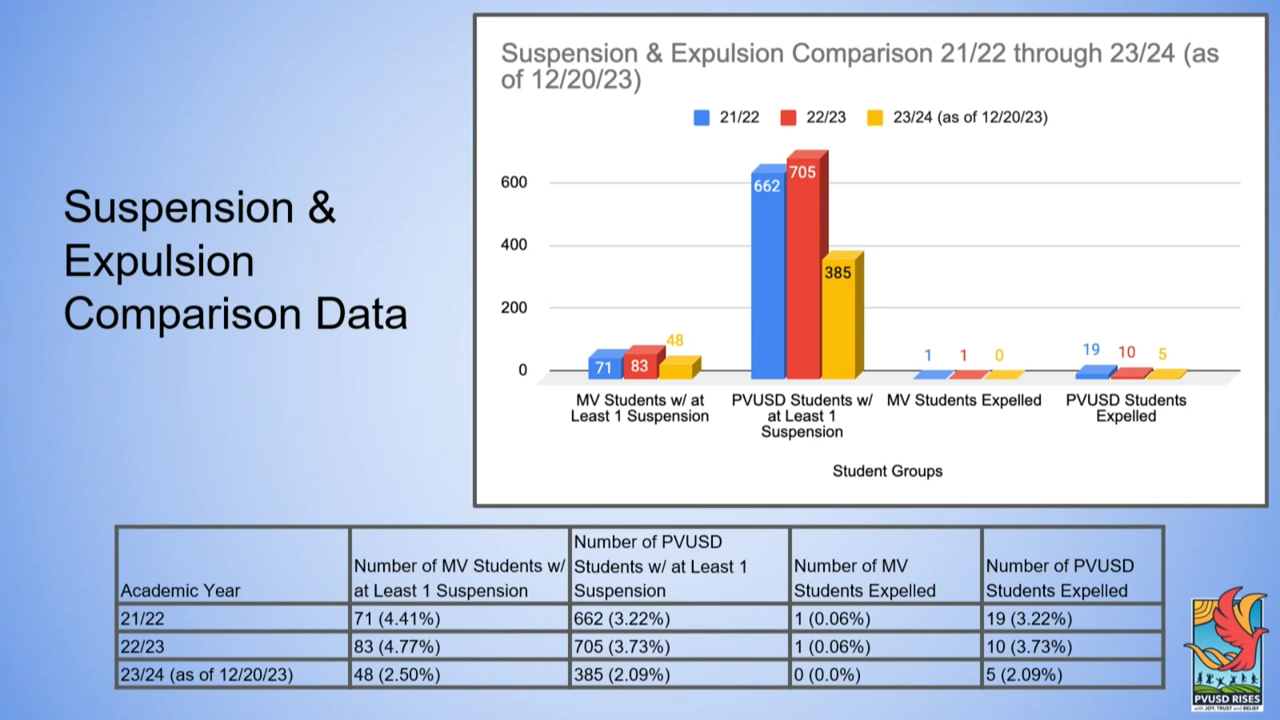 Suspension &
Expulsion
Comparison Data
Suspension & Expulsion Comparison 21/22 through 23/24 (as
of 12/20/23)
21/22 22/23 23/24 (as of 12/20/23)
600
400
200
0
71 83 48
662 705 385
1 1 0
19 10 5
MV Students w/ at
Least 1 Suspension
PVUSD Students w/
at Least 1
Suspension
MV Students Expelled
PVUSD Students
Expelled
Student Groups
Academic Year
Number of MV Students w/
at Least 1 Suspension
Number of PVUSD
Students w/ at Least 1
Suspension
Number of MV
Students Expelled
Number of PVUSD
Students Expelled
21/22 71 (4.41%) 662 (3.22%) 1 (0.06%) 19 (3.22%)
22/23 83 (4.77%) 705 (3.73%) 1 (0.06%) 10 (3.73%)
23/24 (as of 12/20/23) 48 (2.50%) 385 (2.09%) 0 (0.0%) 5 (2.09%)
PVUSD RISES
with JOY, TRUST and BELIEF